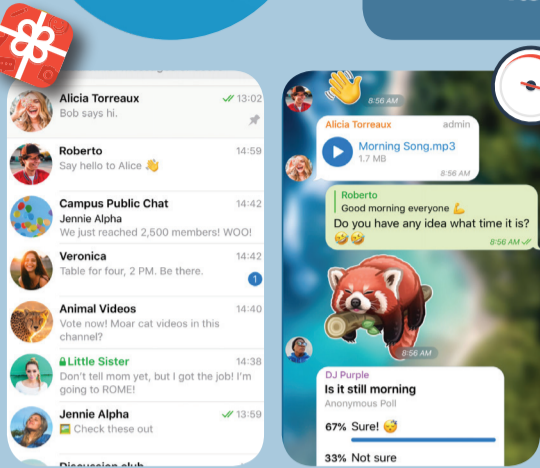 Alicia Torreaux 13:02
Bob says hi.
Roberto 14:59
Say hello to Alice 👋
Campus Public Chat 14:42
Jennie Alpha
We just reached 2,500 members! WOO!
Veronica 14:42
Table for four, 2 PM. Be there. 1
Animal Videos 14:40
Vote now! Moar cat videos in this
channel?
Little Sister 14:38
Don't tell mom yet, but I got the job! I'm
going to ROME!
Jennie Alpha 13:59
🖼 Check these out
8:56 AM
Alicia Torreaux admin
Morning Song.mp3
1.7 MB
8:56 AM
Roberto
Good morning everyone 💪
Do you have any idea what time it is?
🤣🤣 8:56 AM
8:56 AM
DJ Purple
Is it still morning
Anonymous Poll
67% Sure! 😴
33% Not sure